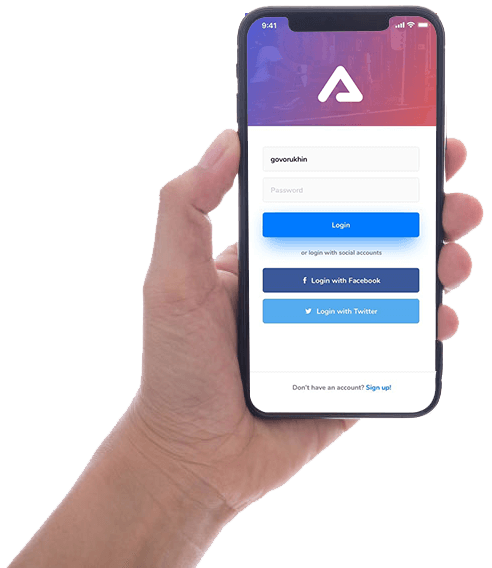 9:41
govorukhin
Password
Login
or login with social accounts
Login with Facebook
Login with Twitter
Don't have an account? Sign up!